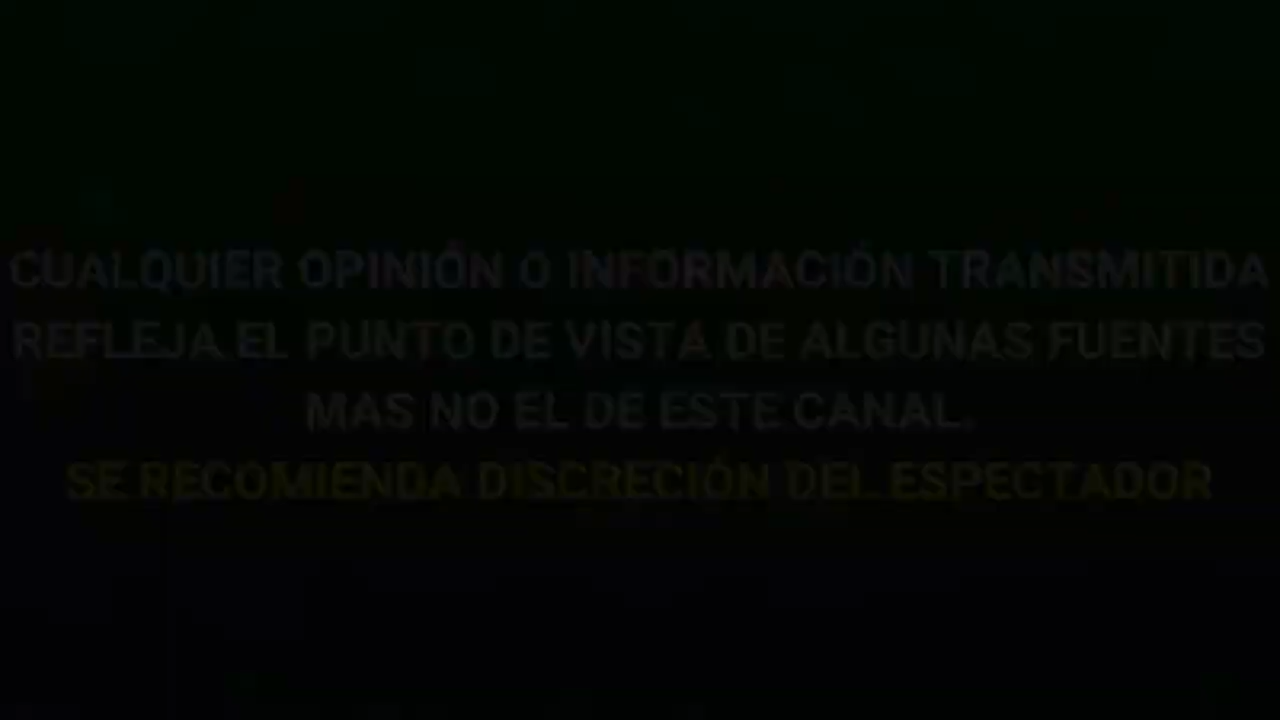 CUALQUIER OPINIÓN O INFORMACIÓN TRANSMITIDA
REFLEJA EL PUNTO DE VISTA DE ALGUNAS FUENTES
MAS NO EL DE ESTE CANAL.
SE RECOMIENDA DISCRECIÓN DEL ESPECTADOR